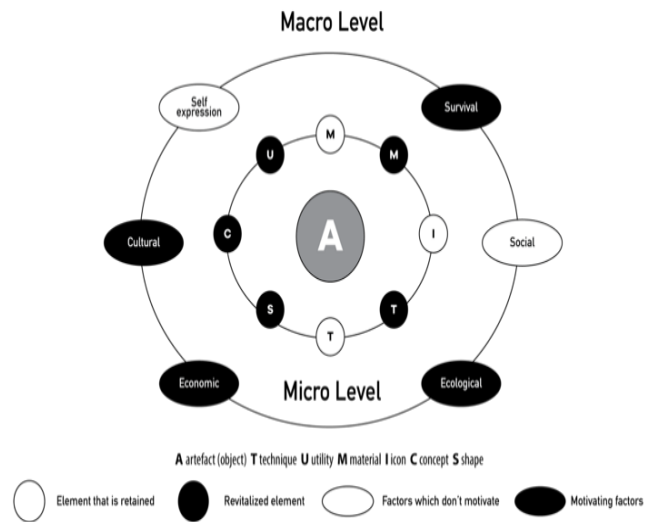 Macro Level
Self
expression
Survival
M
U
M
Cultural
C
A
I
Social
S
T
T
Economic
Micro Level
Ecological
A artefact (object) T technique U utility M material I icon C concept S shape
Element that is retained
Revitalized element
Factors which don't motivate
Motivating factors